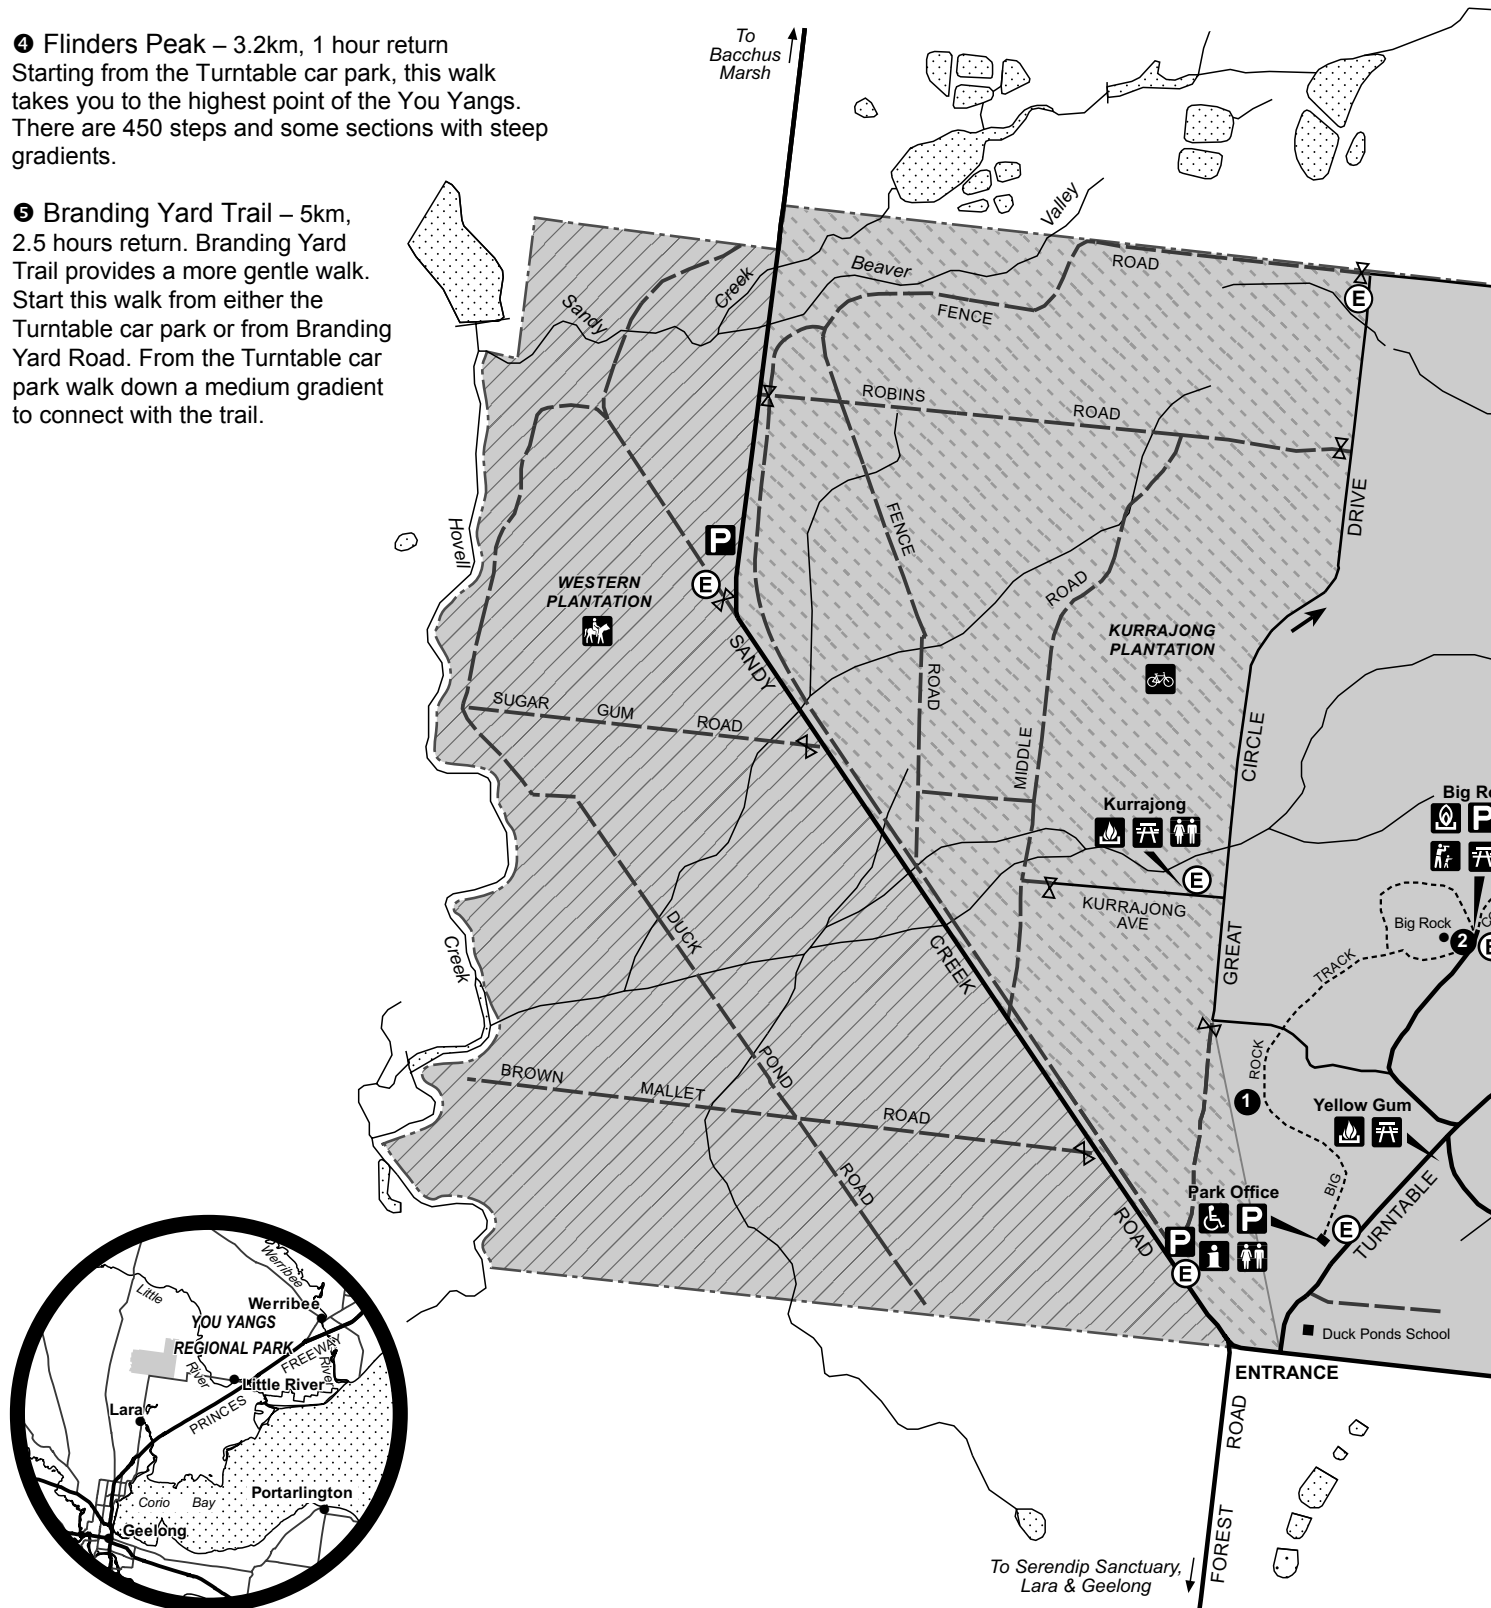 ❹ Flinders Peak – 3.2km, 1 hour return
Starting from the Turntable car park, this walk
takes you to the highest point of the You Yangs.
There are 450 steps and some sections with steep
gradients.
❺ Branding Yard Trail – 5km,
2.5 hours return. Branding Yard
Trail provides a more gentle walk.
Start this walk from either the
Turntable car park or from Branding
Yard Road. From the Turntable car
park walk down a medium gradient
to connect with the trail.
To
Bacchus
Marsh
Valley
Beaver
Creek
Sandy
ROAD
FENCE
E
ROBINS
ROAD
DRIVE
Hovell
FENCE
P
E
WESTERN
PLANTATION
ROAD
KURRAJONG
PLANTATION
SANDY
ROAD
SUGAR
GUM
ROAD
MIDDLE
CIRCLE
Kurrajong
Big R
P
E
KURRAJONG
AVE
DUCK
CREEK
Creek
GREAT
Big Rock
2
E
TRACK
POND
ROCK
BROWN
MALLET
ROAD
1
Yellow Gum
ROAD
BIG
Park Office
P
P
i
E
E
ROAD
TURNTABLE
Duck Ponds School
ENTRANCE
ROAD
FOREST
To Serendip Sanctuary,
Lara & Geelong
Werribee
Little
Werribee
YOU YANGS
REGIONAL PARK
FREEWAY
River
River
Little River
Lara
PRINCES
Portarlington
Corio Bay
Geelong